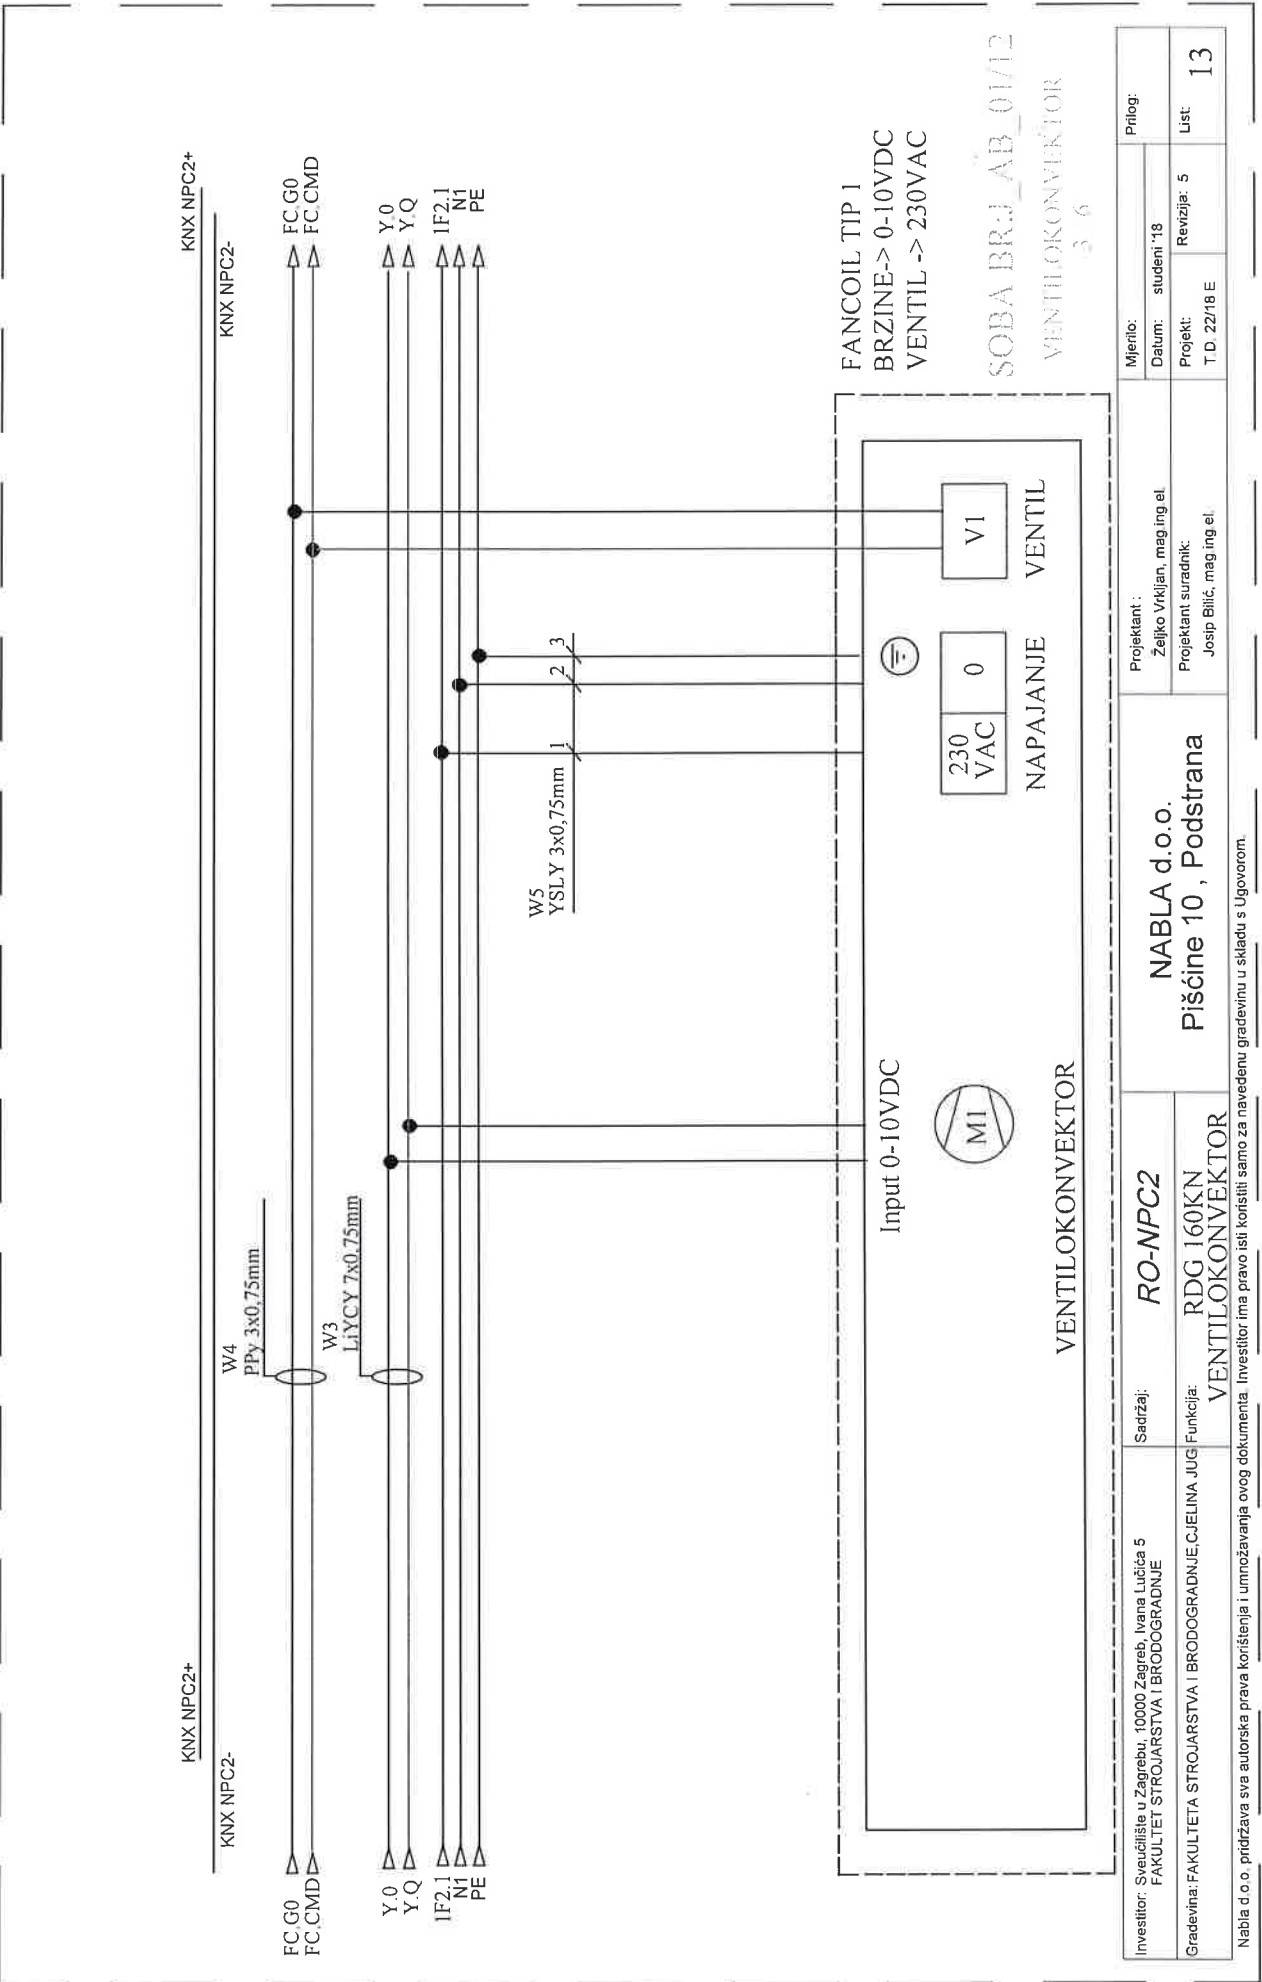 KNX NPC2+
KNX NPC2-
KNX NPC2+
KNX NPC2-
FC.G0
FC.CMD
FC.G0
FC.CMD
W4
PPy 3x0,75mm
W3
LiYCY 7x0,75mm
Y.0
Y.Q
Y.0
Y.Q
1F2.1
N1
PE
1F2.1
N1
PE
W5
YSLY 3x0,75mm
1
2
3
Input 0-10VDC
M1
VENTILOKONVEKTOR
230
VAC
0
NAPAJANJE
V1
VENTIL
FANCOIL TIP 1
BRZINE-> 0-10VDC
VENTIL -> 230VAC
SOBA BR:J_AB_01/12
VENTILOKONVEKTOR
3_6
Investitor: Sveučilište u Zagrebu, 10000 Zagreb, Ivana Lučića 5
FAKULTET STROJARSTVA I BRODOGRADNJE
Građevina: FAKULTETA STROJARSTVA I BRODOGRADNJE,CJELINA JUG
Sadržaj:
RO-NPC2
Funkcija:
RDG 160KN
VENTILOKONVEKTOR
NABLA d.o.o.
Pišćine 10 , Podstrana
Projektant :
Željko Vrkljan, mag.ing.el.
Projektant suradnik:
Josip Bilić, mag.ing.el.
Mjerilo:
Datum: studeni '18
Projekt:
T.D. 22/18 E
Revizija: 5
Prilog:
List:
13
Nabla d.o.o. pridržava sva autorska prava korištenja i umnožavanja ovog dokumenta. Investitor ima pravo isti koristiti samo za navedenu građevinu u skladu s Ugovorom.